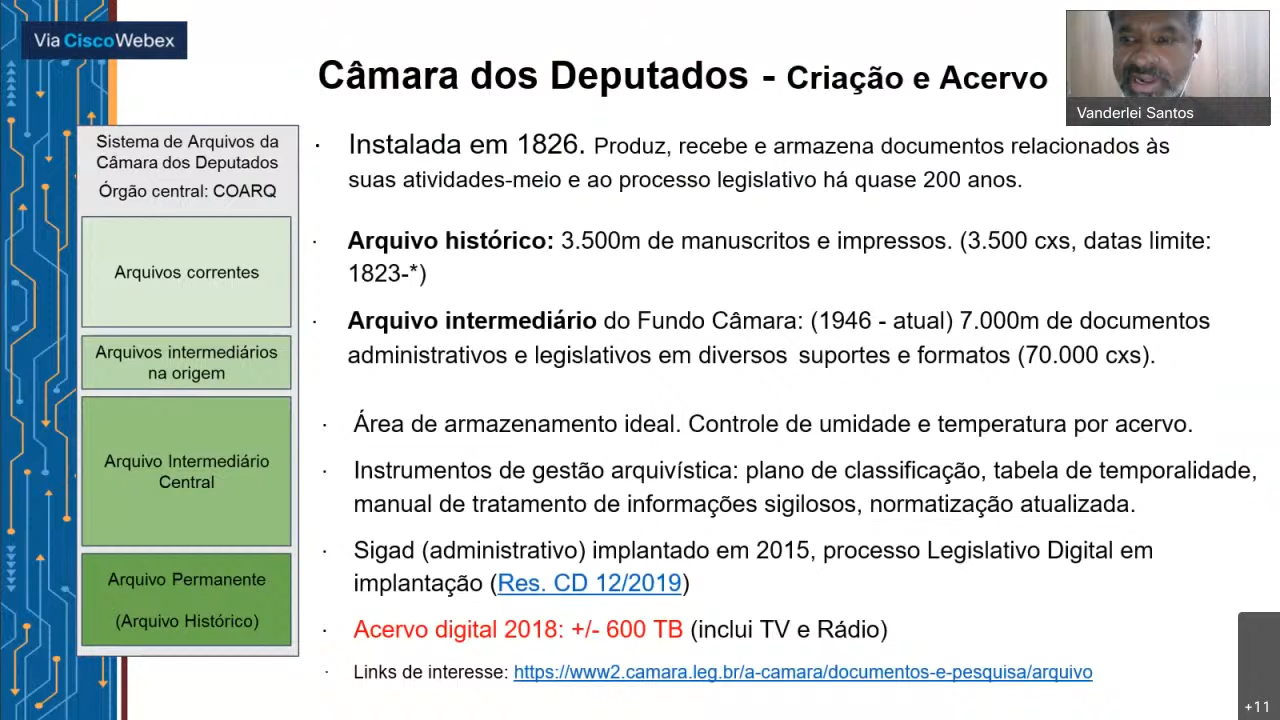 Via Cisco Webex
Câmara dos Deputados - Criação e Acervo
Vanderlei Santos
Sistema de Arquivos da
Câmara dos Deputados
Órgão central: COARQ
Arquivos correntes
Arquivos intermediários
na origem
Arquivo Intermediário
Central
Arquivo Permanente
(Arquivo Histórico)
· Instalada em 1826. Produz, recebe e armazena documentos relacionados às
suas atividades-meio e ao processo legislativo há quase 200 anos.
· Arquivo histórico: 3.500m de manuscritos e impressos. (3.500 cxs, datas limite:
1823-*)
· Arquivo intermediário do Fundo Câmara: (1946 - atual) 7.000m de documentos
administrativos e legislativos em diversos suportes e formatos (70.000 cxs).
· Área de armazenamento ideal. Controle de umidade e temperatura por acervo.
· Instrumentos de gestão arquivística: plano de classificação, tabela de temporalidade,
manual de tratamento de informações sigilosos, normatização atualizada.
· Sigad (administrativo) implantado em 2015, processo Legislativo Digital em
implantação (Res. CD 12/2019)
· Acervo digital 2018: +/- 600 TB (inclui TV e Rádio)
· Links de interesse: https://www2.camara.leg.br/a-camara/documentos-e-pesquisa/arquivo
+11